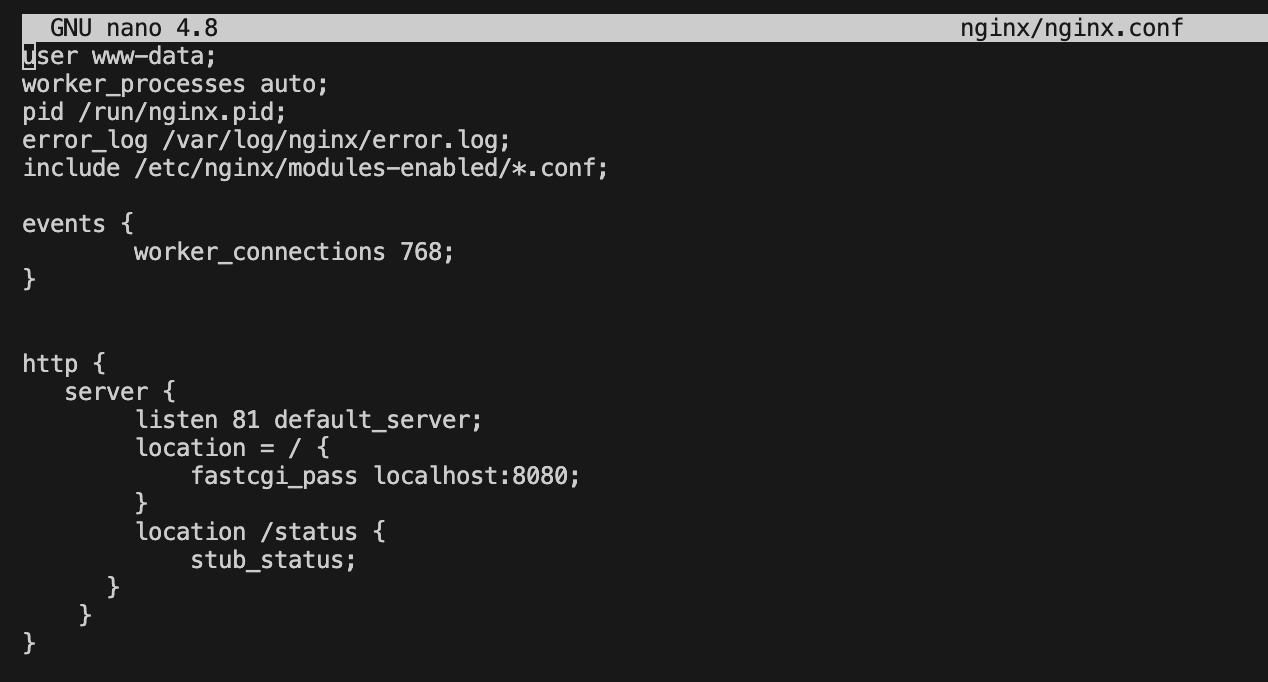 GNU nano 4.8 nginx/nginx.conf
user www-data;
worker_processes auto;
pid /run/nginx.pid;
error_log /var/log/nginx/error.log;
include /etc/nginx/modules-enabled/*.conf;
events {
worker_connections 768;
}
http {
server {
listen 81 default_server;
location = / {
fastcgi_pass localhost:8080;
}
location /status {
stub_status;
}
}
}